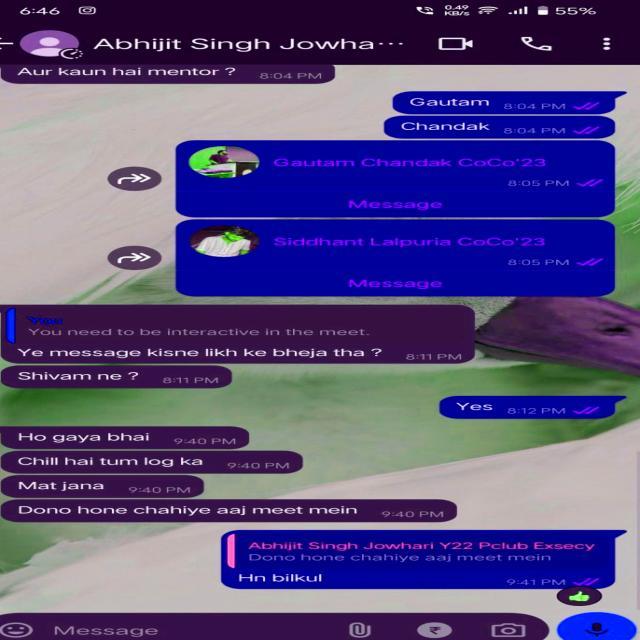 6:46
0.49
KB/s
55%
Abhijit Singh Jowha...
Aur kaun hai mentor ? 8:04 PM
Gautam 8:04 PM
Chandak 8:04 PM
Gautam Chandak CoCo'23
8:05 PM
Message
Siddhant Lalpuria CoCo'23
8:05 PM
Message
You
You need to be interactive in the meet.
Ye message kisne likh ke bheja tha ? 8:11 PM
Shivam ne ? 8:11 PM
Yes 8:12 PM
Ho gaya bhai 9:40 PM
Chill hai tum log ka 9:40 PM
Mat jana 9:40 PM
Dono hone chahiye aaj meet mein 9:40 PM
Abhijit Singh Jowhari Y22 Pclub Exsecy
Dono hone chahiye aaj meet mein
Hn bilkul 9:41 PM
Message
₹